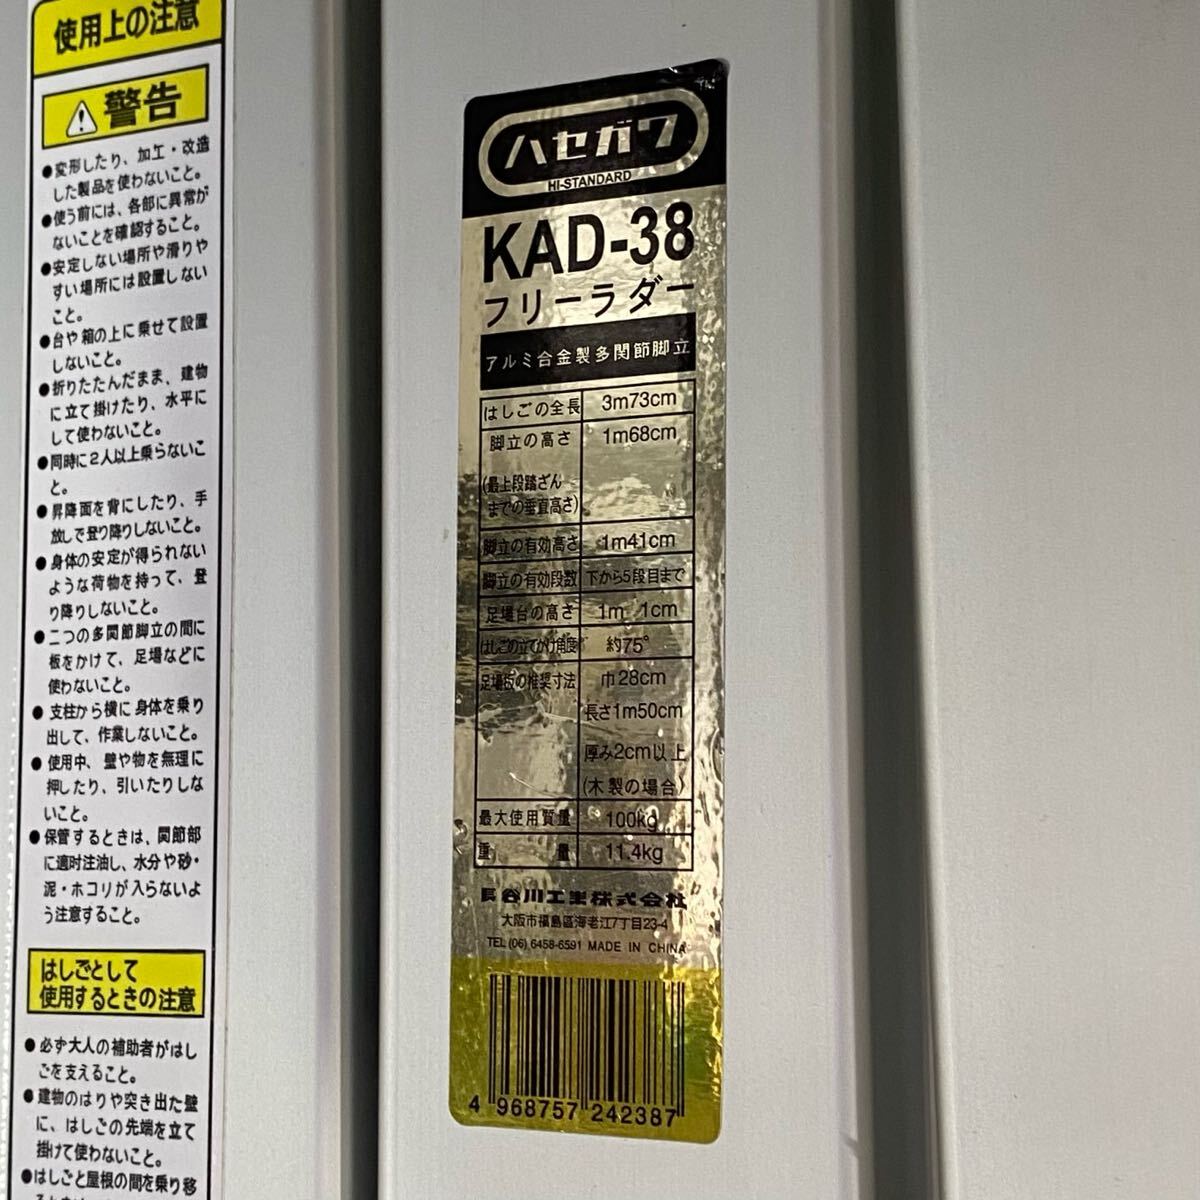 使用上の注意
警告
●変形したり、加工・改造
した製品を使わないこと。
●使う前には、各部に異常が
ないことを確認すること。
●安定しない場所や滑りや
すい場所には設置しない
こと。
●台や箱の上に乗せて設置
しないこと。
●折りたたんだまま、建物
に立て掛けたり、水平に
して使わないこと。
●同時に2人以上乗らないこ
と。
●昇降面を背にしたり、手
放しで登り降りしないこと。
●身体の安定が得られない
ような荷物を持って、登
り降りしないこと。
●二つの多関節脚立の間に
板をかけて、足場などに
使わないこと。
●支柱から横に身体を乗り
出して、作業しないこと。
●使用中、壁や物を無理に
押したり、引いたりしな
いこと。
●保管するときは、関節部
に適时注油し、水分や砂・
泥・ホコリが入らないよ
う注意すること。
はしごとして
使用するときの注意
●必ず大人の補助者がはし
ごを支えること。
●建物のはりや突き出た壁
に、はしごの先端を立て
掛けて使わないこと。
●はしごと屋根の間を乗り移
ハセガワ
HI-STANDARD
KAD-38
フリーラダー
アルミ合金製多関節脚立
はしごの全長 3m73cm
脚立の高さ 1m68cm
(最上段踏ざん
までの垂直高さ)
脚立の有効高さ 1m41cm
脚立の有効段数 下から5段目まで
足場台の高さ 1m 1cm
はしごの立てかけ角度 約75°
足場板の推奨寸法 巾28cm
長さ1m50cm
厚み2cm以上
(木製の場合)
最大使用質量 100kg
重 量 11.4kg
長谷川工業株式会社
大阪市福島區海老江7丁目23-4
TEL (06) 6458-6591 MADE IN CHINA
4 968757 242387